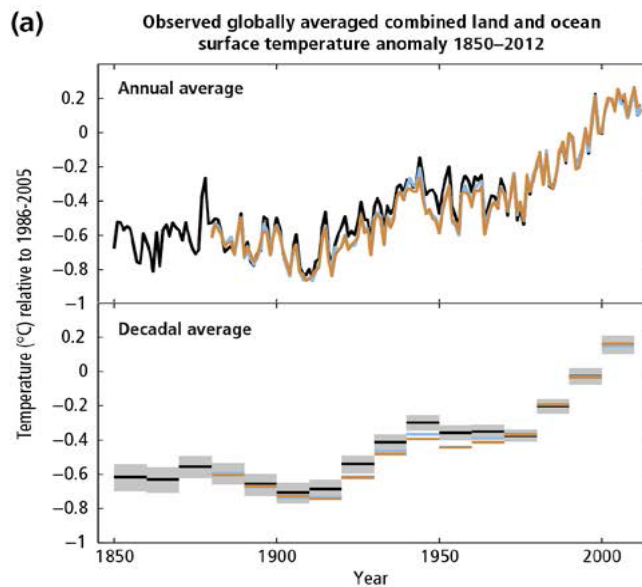 (a)
Observed globally averaged combined land and ocean
surface temperature anomaly 1850–2012
Annual average
0.2
0
−0.2
−0.4
−0.6
−0.8
−1
Temperature (°C) relative to 1986-2005
Decadal average
0.2
0
−0.2
−0.4
−0.6
−0.8
−1
1850
1900
1950
2000
Year